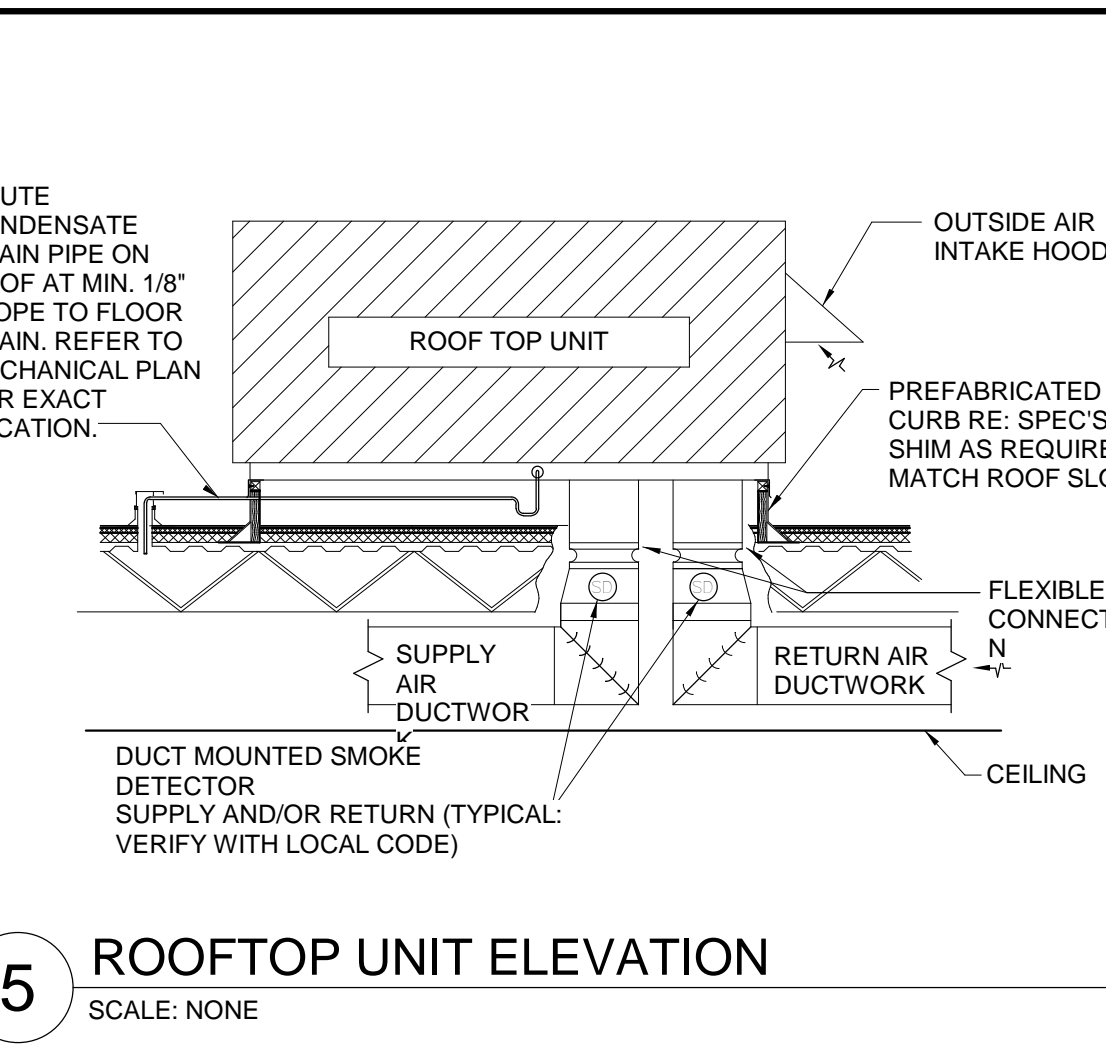 UTE
NDENSATE
AIN PIPE ON
OF AT MIN. 1/8"
OPE TO FLOOR
AIN. REFER TO
CHANICAL PLAN
R EXACT
CATION.
ROOF TOP UNIT
OUTSIDE AIR
INTAKE HOOD
PREFABRICATED
CURB RE: SPEC'S
SHIM AS REQUIRE
MATCH ROOF SLO
SD
SD
FLEXIBLE
CONNECT
N
SUPPLY
AIR
DUCTWOR
K
RETURN AIR
DUCTWORK
DUCT MOUNTED SMOKE
DETECTOR
SUPPLY AND/OR RETURN (TYPICAL:
VERIFY WITH LOCAL CODE)
CEILING
5
ROOFTOP UNIT ELEVATION
SCALE: NONE